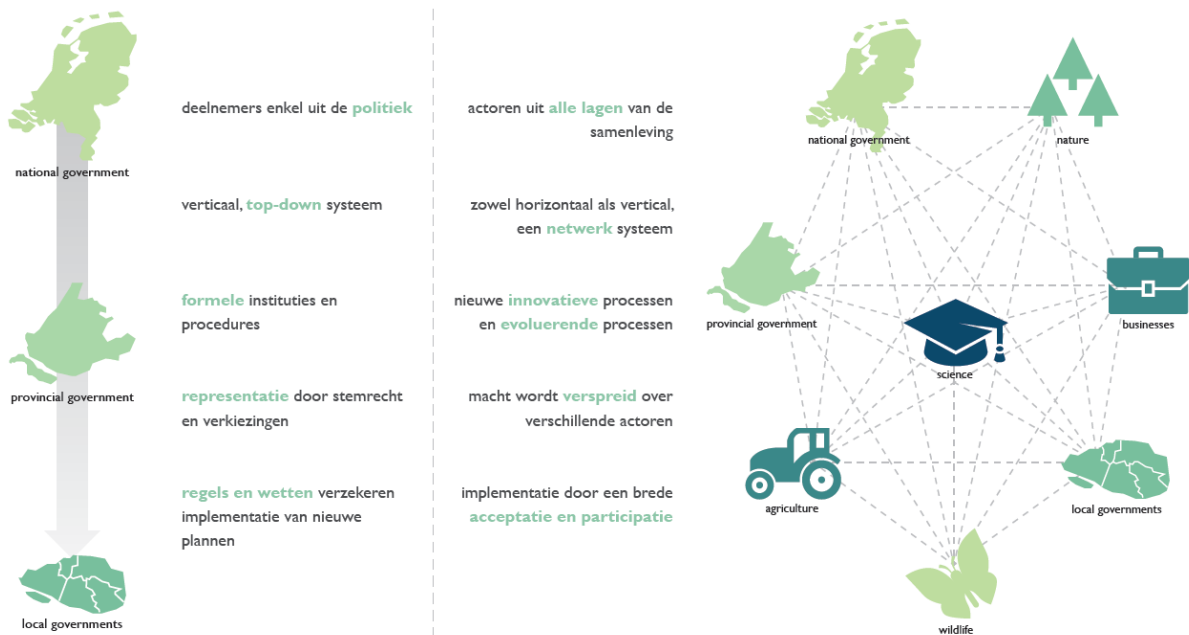 national government
provincial government
local governments
deelnemers enkel uit de politiek
verticaal, top-down systeem
formele instituties en
procedures
representatie door stemrecht
en verkiezingen
regels en wetten verzekeren
implementatie van nieuwe
plannen
actoren uit alle lagen van de
samenleving
zowel horizontaal als vertical,
een netwerk systeem
nieuwe innovatieve processen
en evoluerende processen
macht wordt verspreid over
verschillende actoren
implementatie door een brede
acceptatie en participatie
national government
nature
provincial government
businesses
science
agriculture
local governments
wildlife